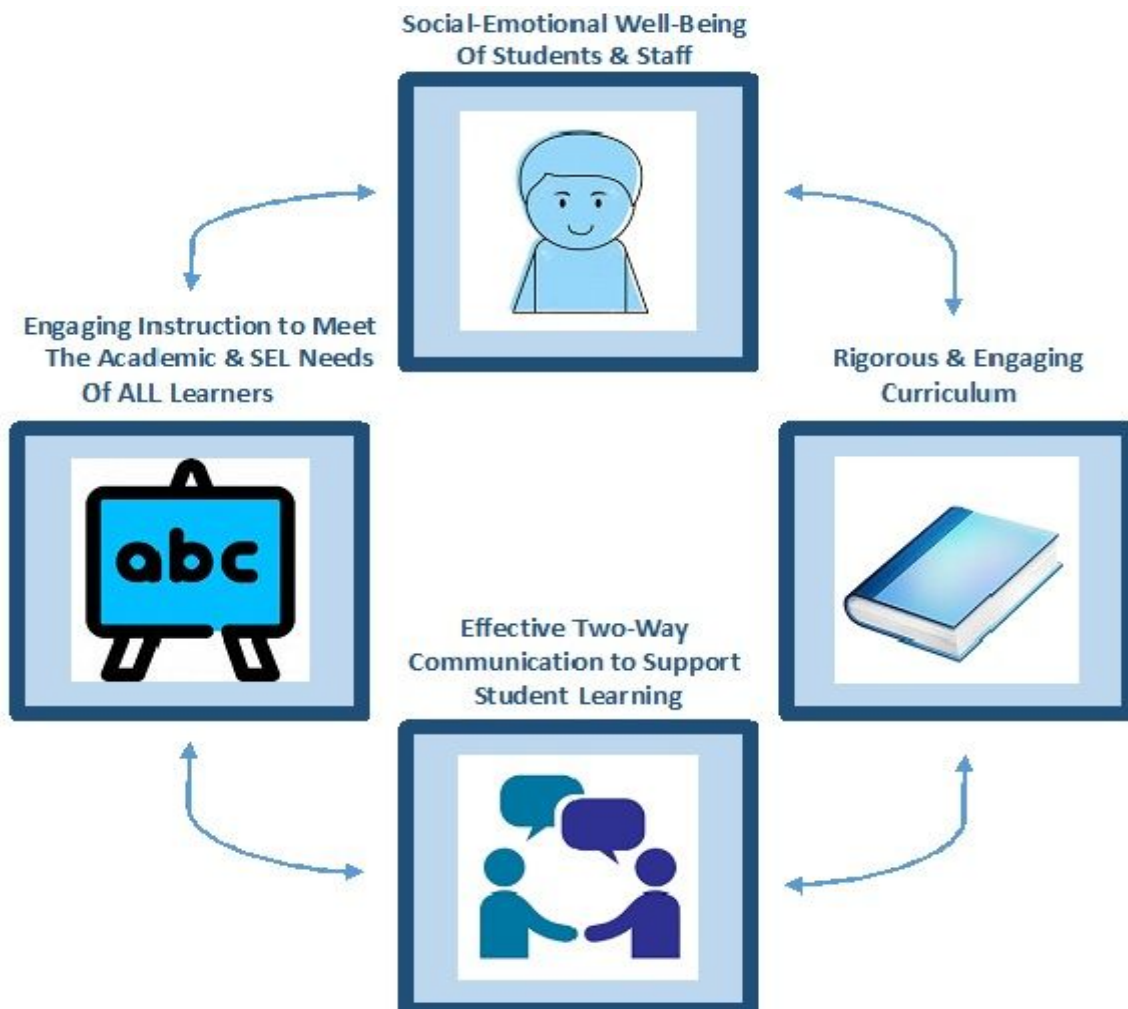 Social-Emotional Well-Being
Of Students & Staff
Engaging Instruction to Meet
The Academic & SEL Needs
Of ALL Learners
Rigorous & Engaging
Curriculum
abc
Effective Two-Way
Communication to Support
Student Learning